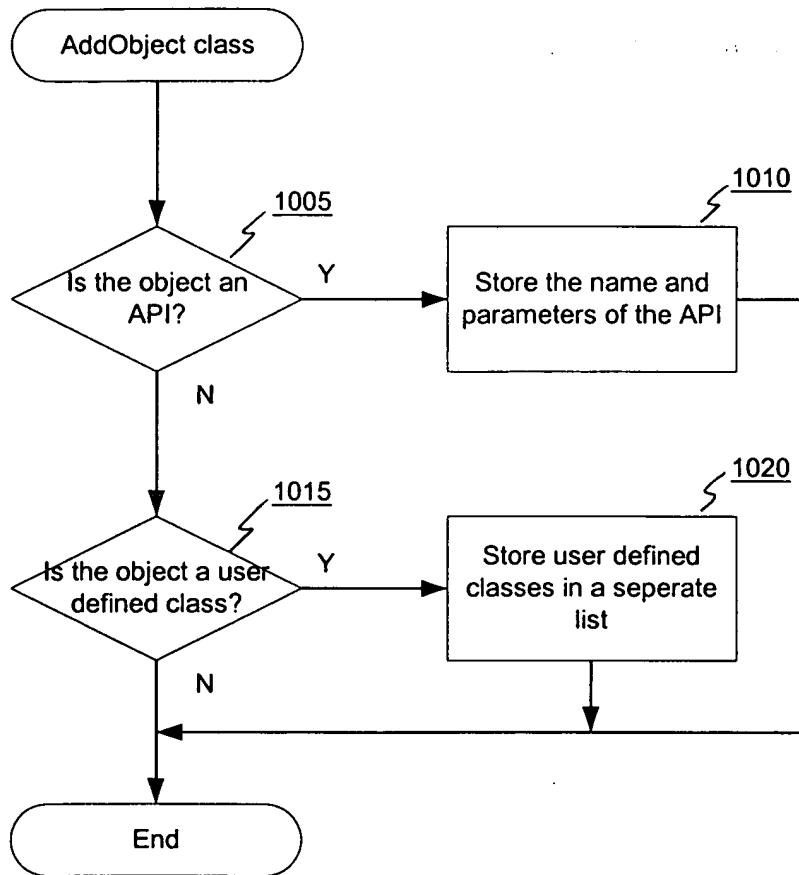 AddObject class
1005
1010
Is the object an
API?
Y
Store the name and
parameters of the API
N
1015
1020
Is the object a user
defined class?
Y
Store user defined
classes in a seperate
list
N
End